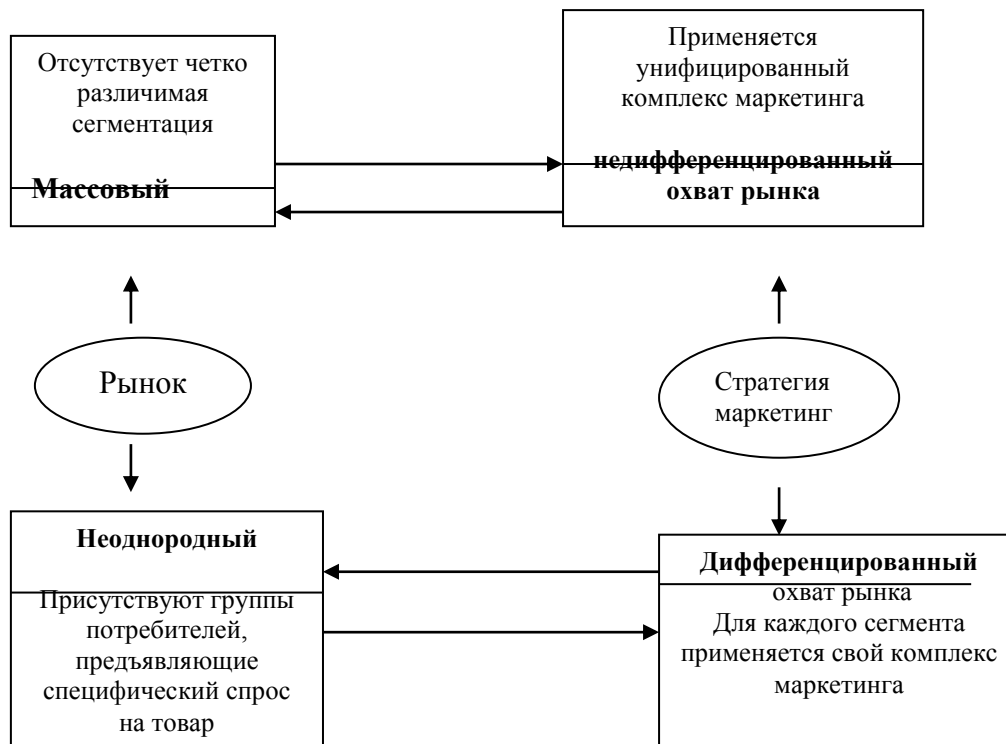 Отсутствует четко
различимая
сегментация
Массовый
Применяется
унифицированный
комплекс маркетинга
недифференцированный
охват рынка
Рынок
Стратегия
маркетинг
Неоднородный
Присутствуют группы
потребителей,
предъявляющие
специфический спрос
на товар
Дифференцированный
охват рынка
Для каждого сегмента
применяется свой комплекс
маркетинга